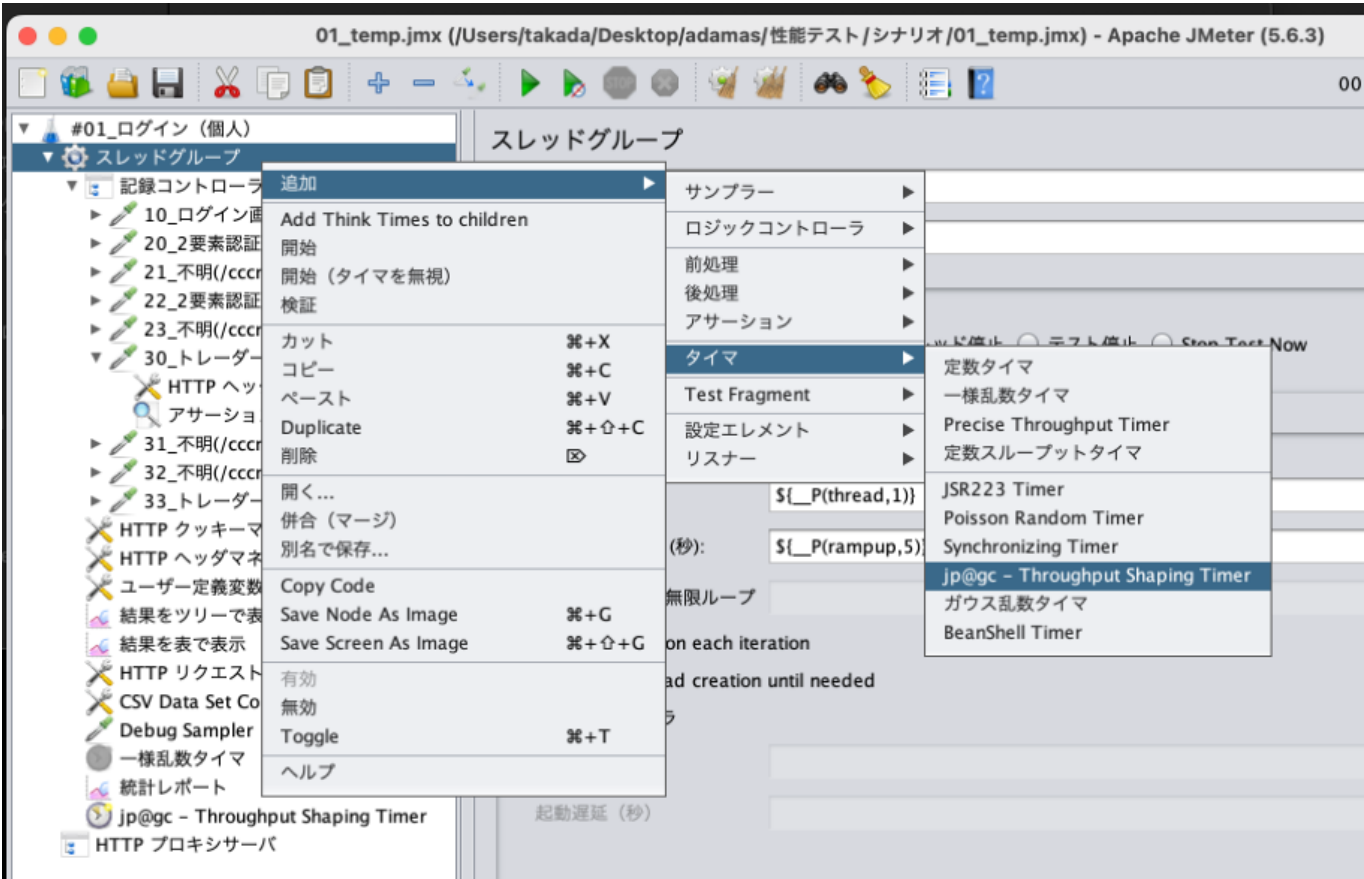 01_temp.jmx (/Users/takada/Desktop/adamas/性能テスト/シナリオ/01_temp.jmx) - Apache JMeter (5.6.3)
STOP
00
#01_ログイン（個人）
スレッドグループ
記録コントローラ
10_ログイン画
20_2要素認証
21_不明(/cccr
22_2要素認証
23_不明(/cccr
30_トレーダー
HTTP ヘッ
アサーショ
31_不明(/cccr
32_不明(/cccr
33_トレーダー
HTTP クッキーマ
HTTP ヘッダマネ
ユーザー定義変数
結果をツリーで表
結果を表で表示
HTTP リクエスト
CSV Data Set Co
Debug Sampler
一様乱数タイマ
統計レポート
jp@gc - Throughput Shaping Timer
HTTP プロキシサーバ
スレッドグループ
追加
Add Think Times to children
開始
開始（タイマを無視）
検証
カット ⌘+X
コピー ⌘+C
ペースト ⌘+V
Duplicate ⌘+⇧+C
削除 ⌦
開く...
併合（マージ）
別名で保存...
Copy Code
Save Node As Image ⌘+G
Save Screen As Image ⌘+⇧+G
有効
無効
Toggle ⌘+T
ヘルプ
サンプラー
ロジックコントローラ
前処理
後処理
アサーション
タイマ
Test Fragment
設定エレメント
リスナー
定数タイマ
一様乱数タイマ
Precise Throughput Timer
定数スループットタイマ
JSR223 Timer
Poisson Random Timer
Synchronizing Timer
jp@gc - Throughput Shaping Timer
ガウス乱数タイマ
BeanShell Timer
ッド停止 テスト停止 Stop Test Now
${__P(thread,1)}
(秒): ${__P(rampup,5)}
無限ループ
on each iteration
ad creation until needed
ラ
起動遅延（秒）